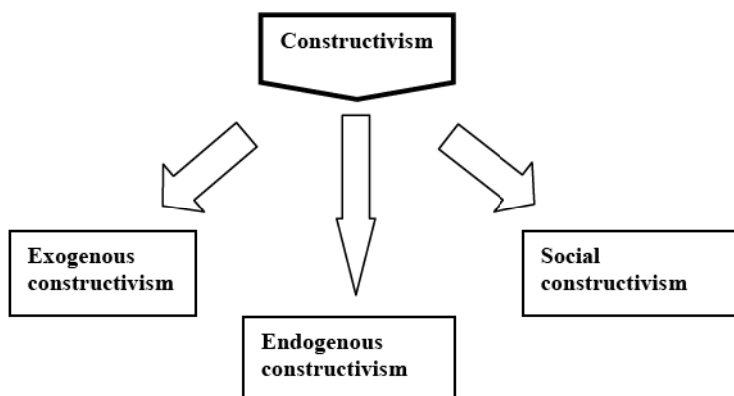 Constructivism
Exogenous
constructivism
Social
constructivism
Endogenous
constructivism